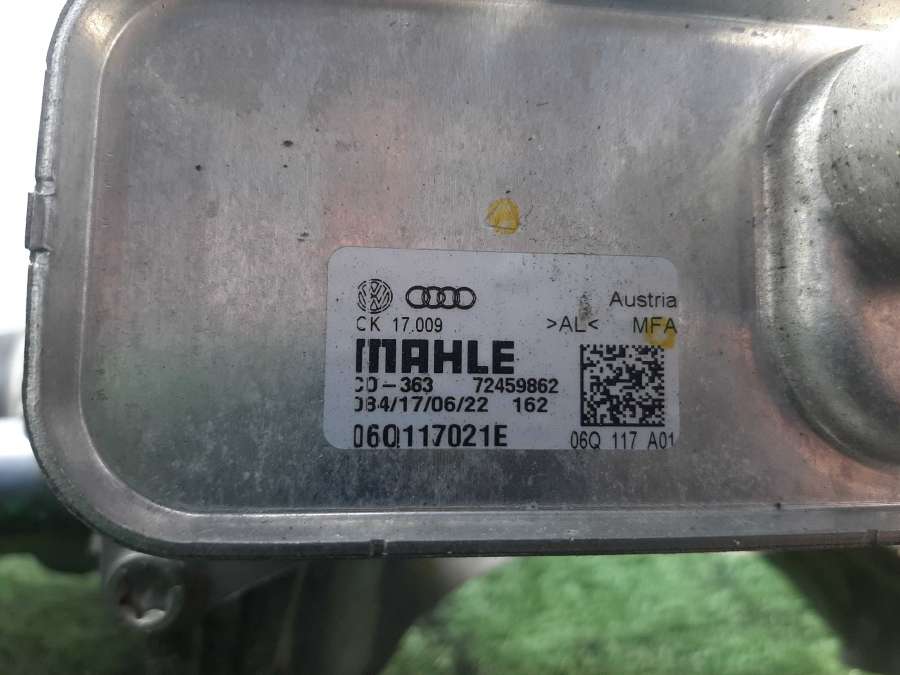 Austria
CK 17.009 >AL< MFA
MAHLE
CO-363 72459862
084/17/06/22 162
06Q117021E 06Q 117 A01